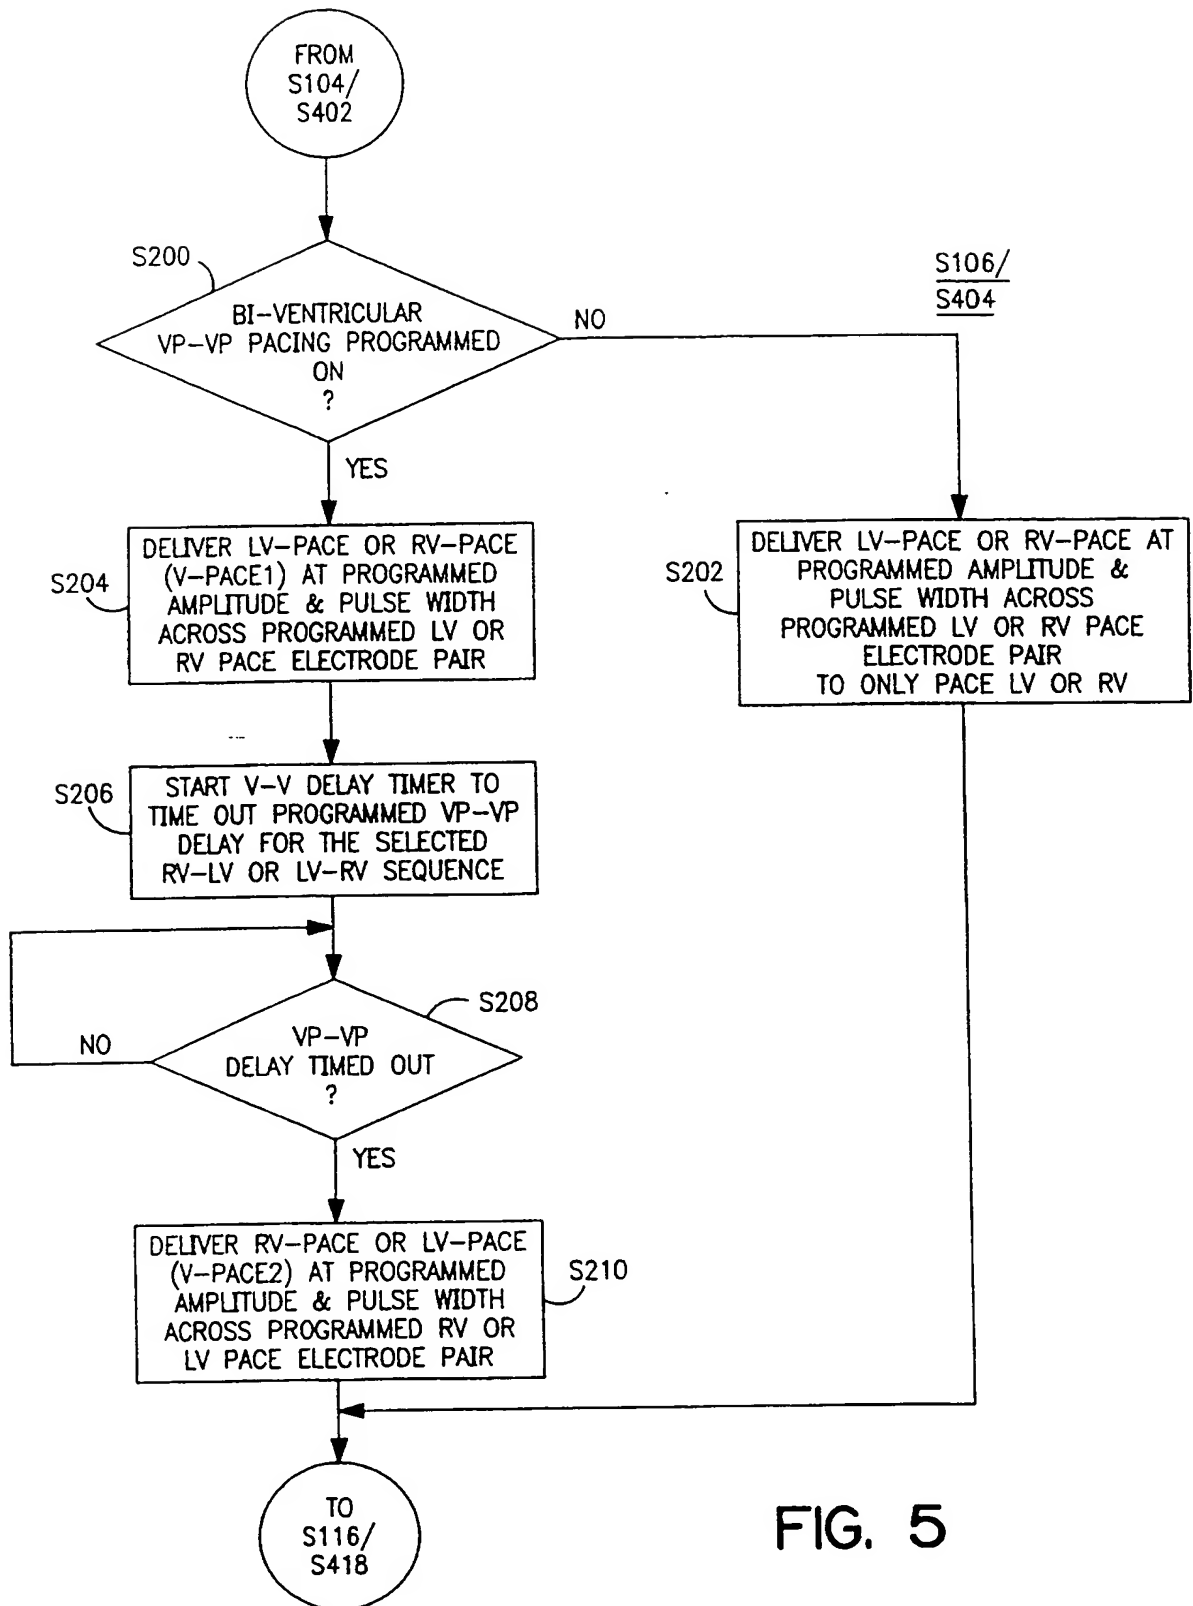 FROM
S104/
S402
S200
BI-VENTRICULAR
VP-VP PACING PROGRAMMED
ON
?
NO
S106/
S404
YES
S204
DELIVER LV-PACE OR RV-PACE
(V-PACE1) AT PROGRAMMED
AMPLITUDE & PULSE WIDTH
ACROSS PROGRAMMED LV OR
RV PACE ELECTRODE PAIR
S202
DELIVER LV-PACE OR RV-PACE AT
PROGRAMMED AMPLITUDE &
PULSE WIDTH ACROSS
PROGRAMMED LV OR RV PACE
ELECTRODE PAIR
TO ONLY PACE LV OR RV
S206
START V-V DELAY TIMER TO
TIME OUT PROGRAMMED VP-VP
DELAY FOR THE SELECTED
RV-LV OR LV-RV SEQUENCE
S208
VP-VP
DELAY TIMED OUT
?
NO
YES
DELIVER RV-PACE OR LV-PACE
(V-PACE2) AT PROGRAMMED
AMPLITUDE & PULSE WIDTH
ACROSS PROGRAMMED RV OR
LV PACE ELECTRODE PAIR
S210
TO
S116/
S418
FIG. 5